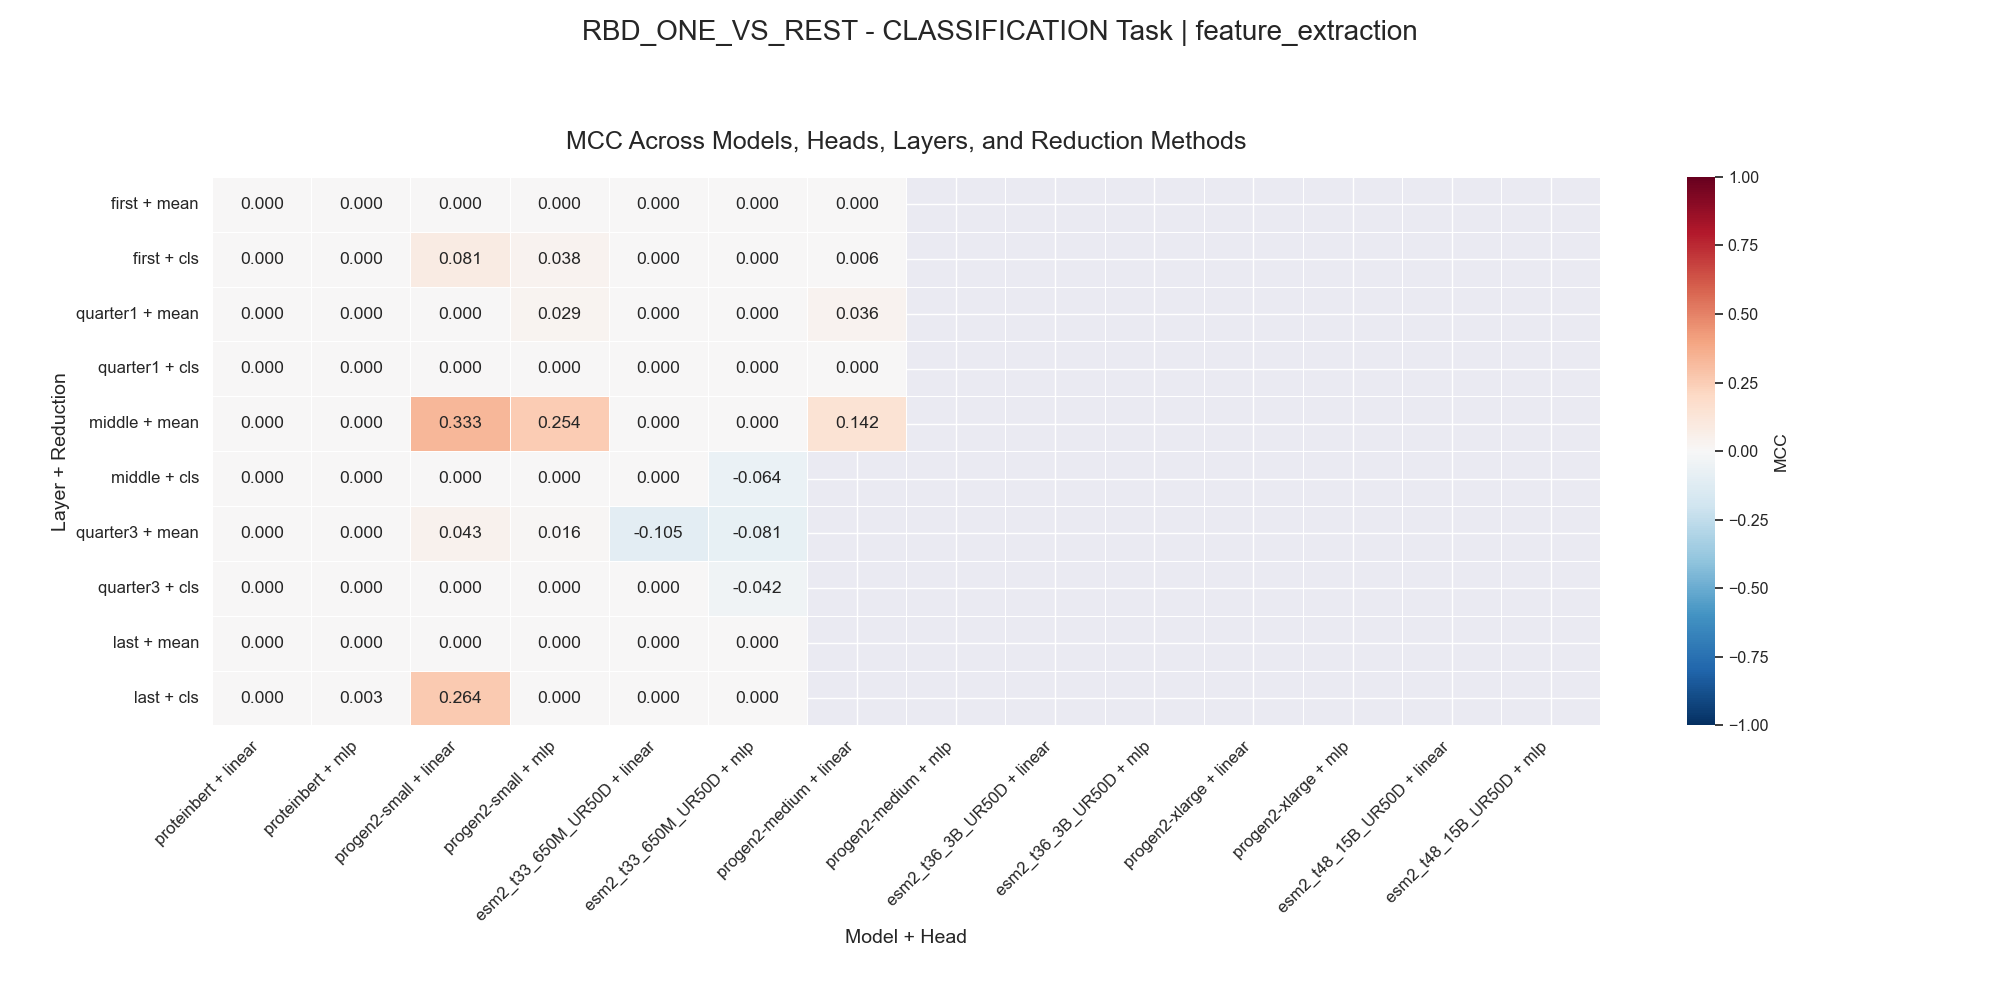 RBD_ONE_VS_REST - CLASSIFICATION Task | feature_extraction
MCC Across Models, Heads, Layers, and Reduction Methods
Layer + Reduction
first + mean 0.000 0.000 0.000 0.000 0.000 0.000 0.000
first + cls 0.000 0.000 0.081 0.038 0.000 0.000 0.006
quarter1 + mean 0.000 0.000 0.000 0.029 0.000 0.000 0.036
quarter1 + cls 0.000 0.000 0.000 0.000 0.000 0.000 0.000
middle + mean 0.000 0.000 0.333 0.254 0.000 0.000 0.142
middle + cls 0.000 0.000 0.000 0.000 0.000 -0.064
quarter3 + mean 0.000 0.000 0.043 0.016 -0.105 -0.081
quarter3 + cls 0.000 0.000 0.000 0.000 0.000 -0.042
last + mean 0.000 0.000 0.000 0.000 0.000 0.000
last + cls 0.000 0.003 0.264 0.000 0.000 0.000
proteinbert + linear
proteinbert + mlp
progen2-small + linear
progen2-small + mlp
esm2_t33_650M_UR50D + linear
esm2_t33_650M_UR50D + mlp
progen2-medium + linear
progen2-medium + mlp
esm2_t36_3B_UR50D + linear
esm2_t36_3B_UR50D + mlp
progen2-xlarge + linear
progen2-xlarge + mlp
esm2_t48_15B_UR50D + linear
esm2_t48_15B_UR50D + mlp
Model + Head
1.00
0.75
0.50
0.25
0.00
−0.25
−0.50
−0.75
−1.00
MCC